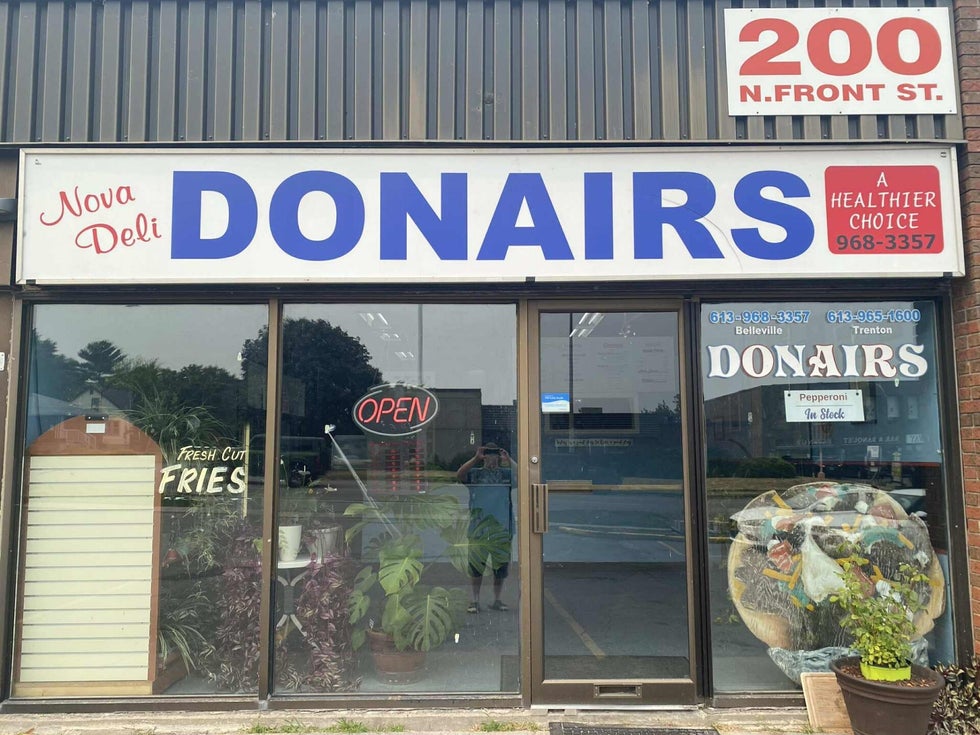 200
N.FRONT ST.
Nova
Deli
DONAIRS
A
HEALTHIER
CHOICE
968-3357
613-968-3357 613-965-1600
Belleville Trenton
DONAIRS
Pepperoni
In Stock
OPEN
FRESH CUT
FRIES